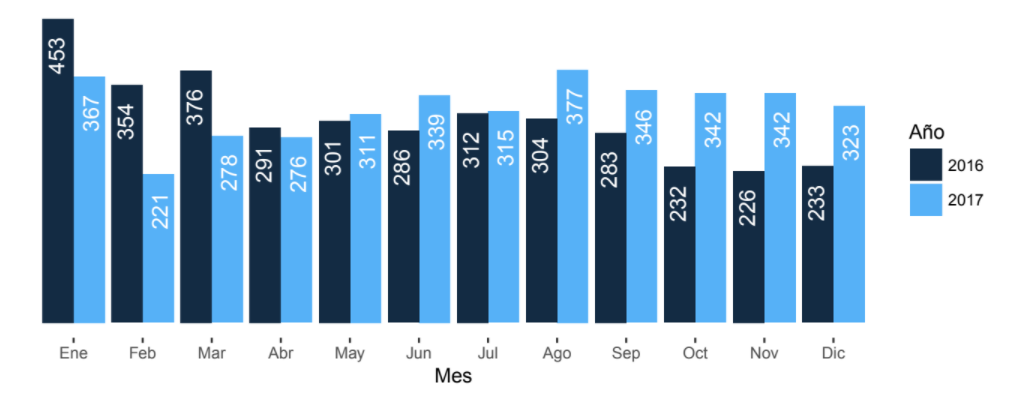 453 367 354 221 376 278 291 276 301 311 286 339 312 315 304 377 283 346 232 342 226 342 233 323
Año
2016
2017
Ene Feb Mar Abr May Jun Jul Ago Sep Oct Nov Dic
Mes